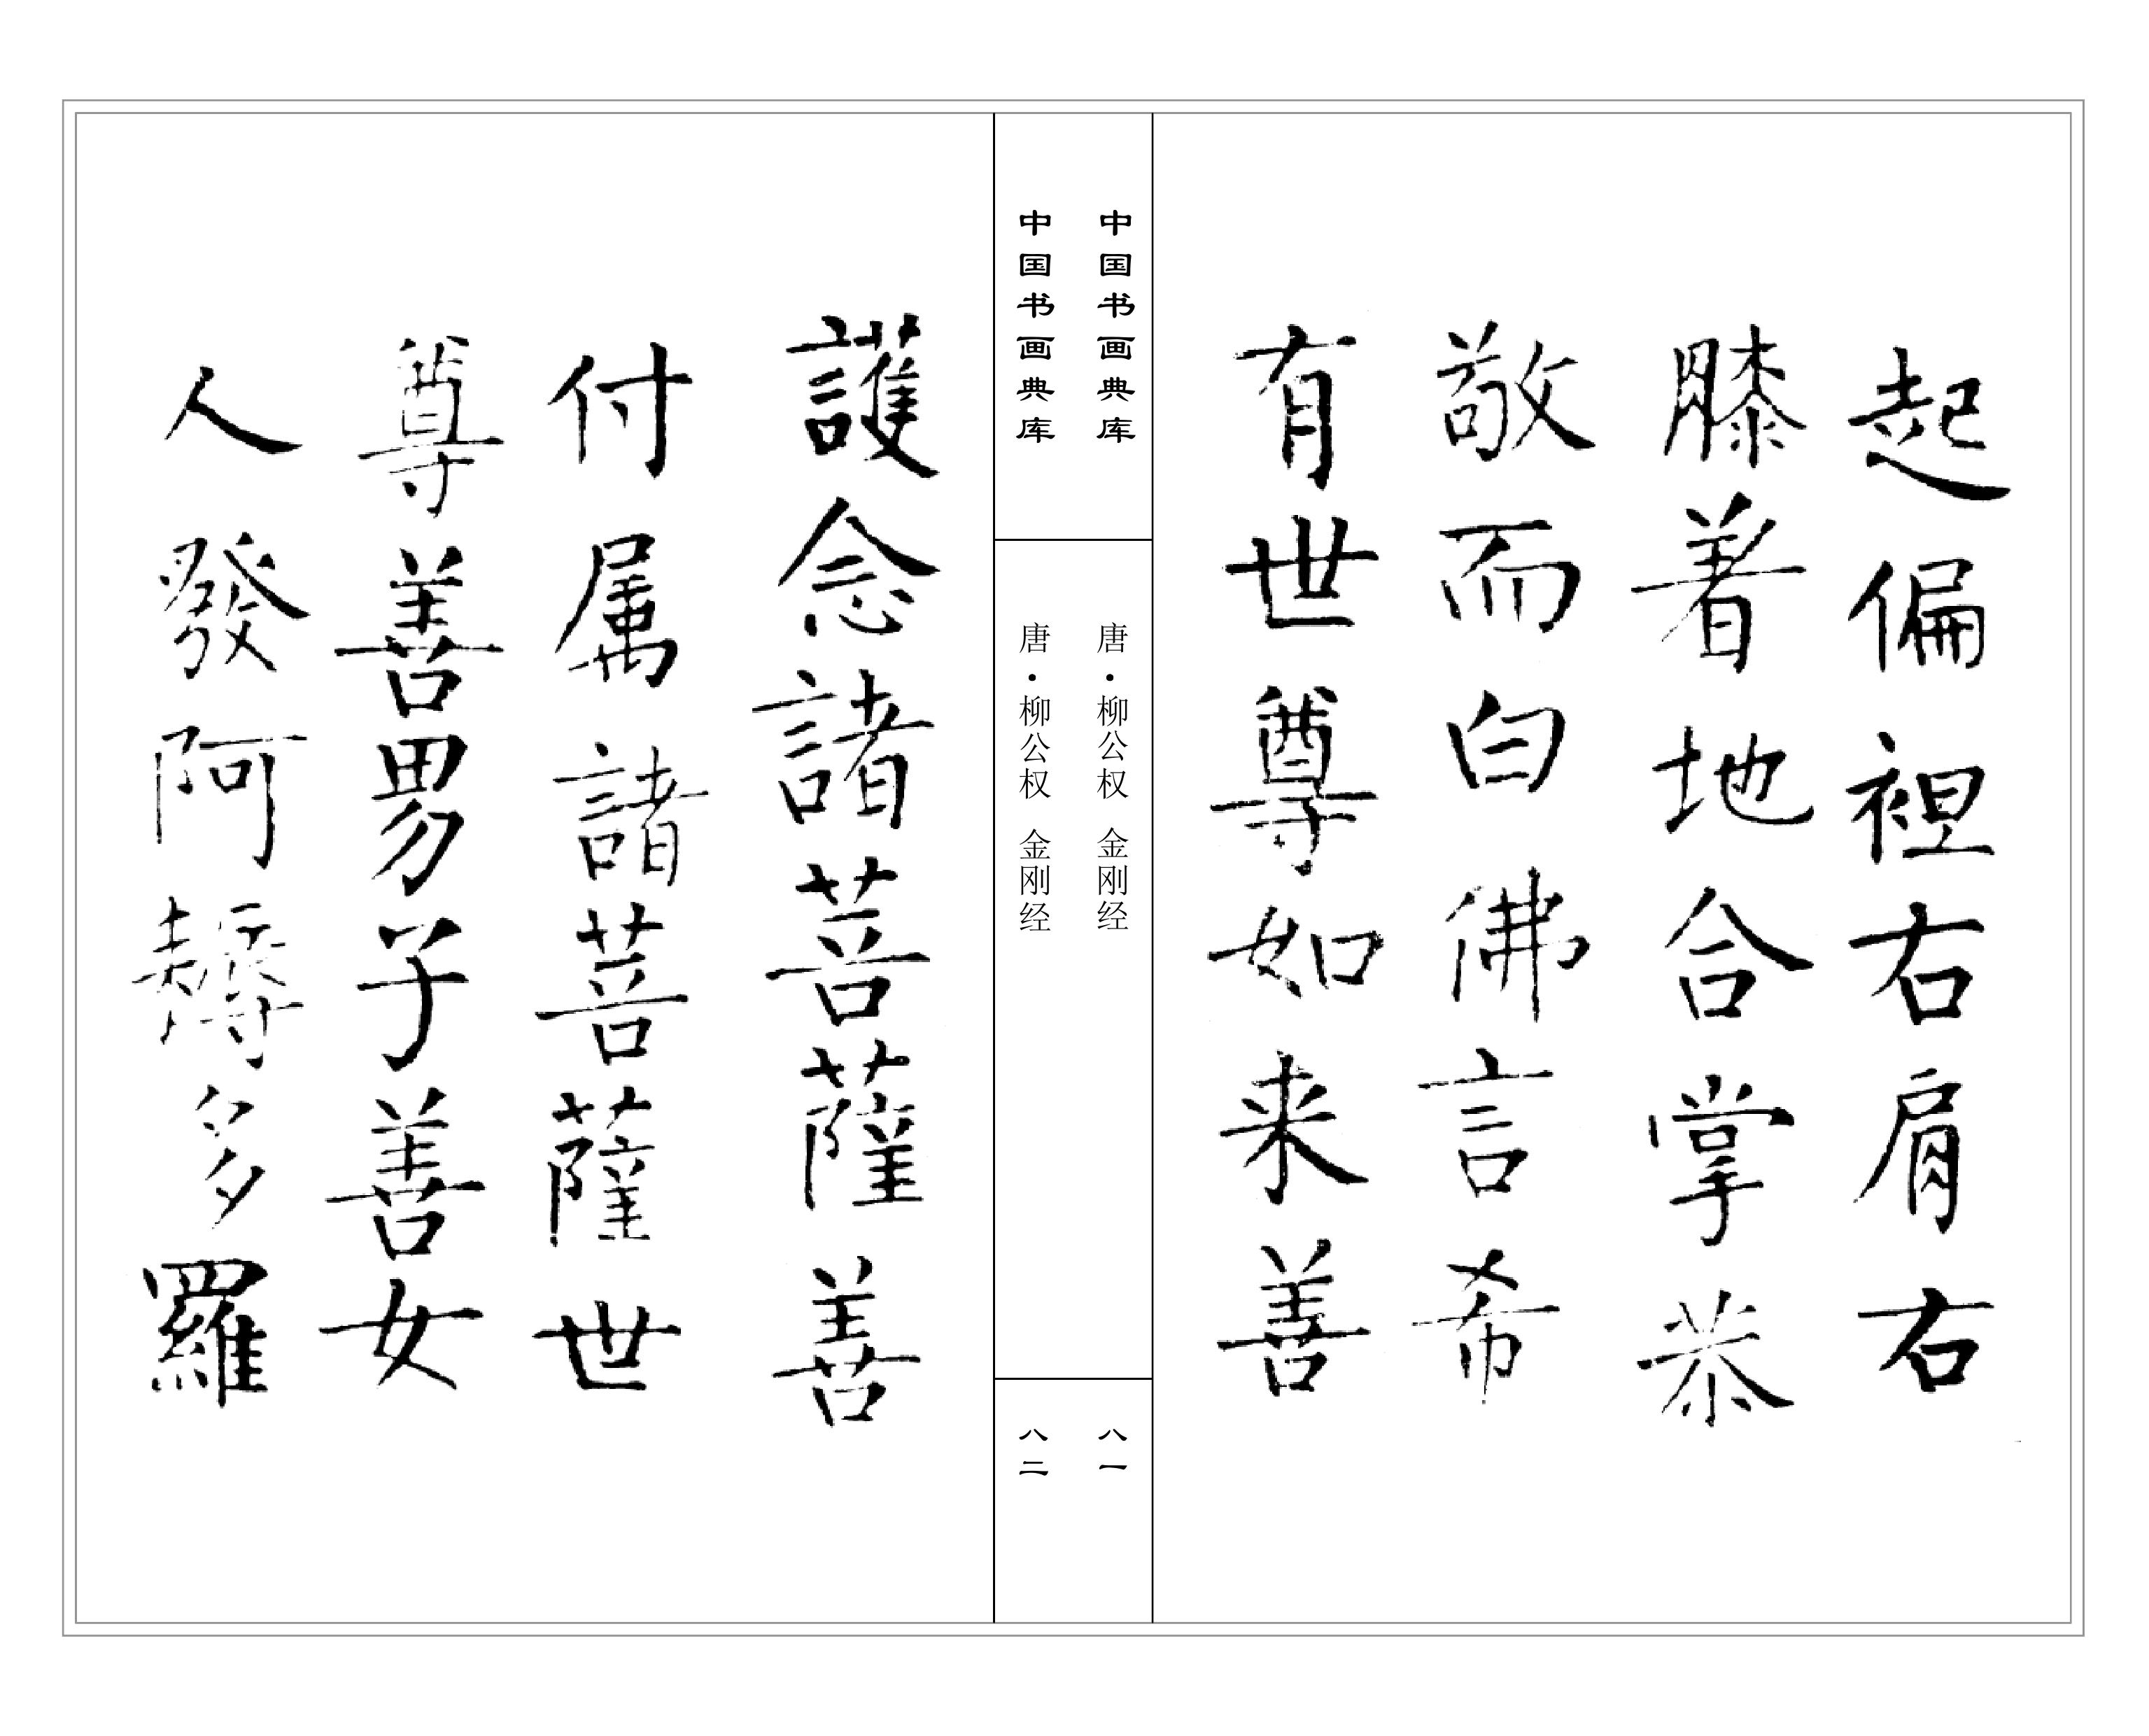 起偏袒右肩右
膝著地合掌恭
敬而白佛言希
有世尊如来善
中国书画典库
唐·柳公权 金刚经
八一
中国书画典库
唐·柳公权 金刚经
八二
護念諸菩薩善
付属諸菩薩世
尊善男子善女
人發阿耨多羅